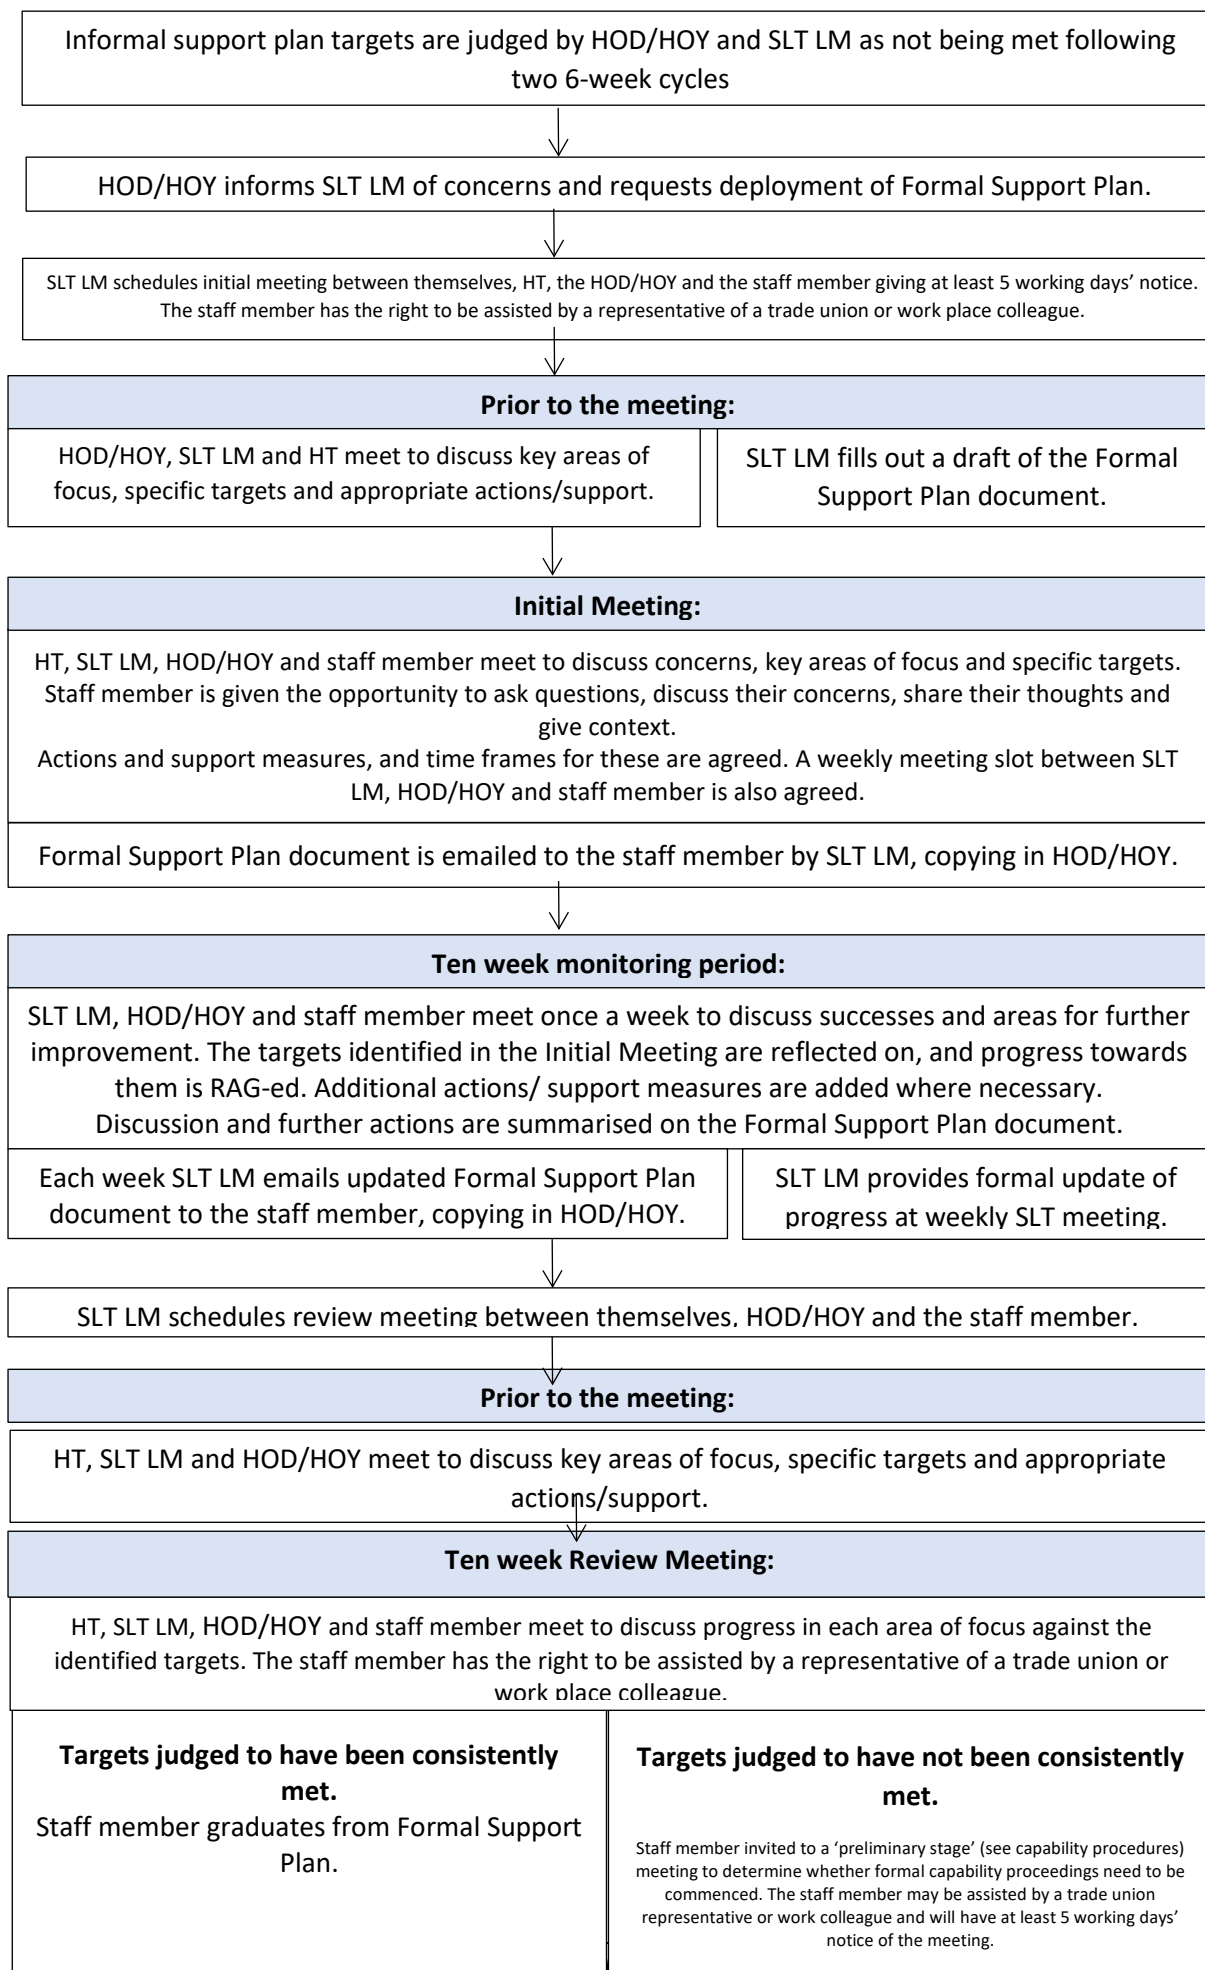 Informal support plan targets are judged by HOD/HOY and SLT LM as not being met following
two 6-week cycles
HOD/HOY informs SLT LM of concerns and requests deployment of Formal Support Plan.
SLT LM schedules initial meeting between themselves, HT, the HOD/HOY and the staff member giving at least 5 working days’ notice.
The staff member has the right to be assisted by a representative of a trade union or work place colleague.
Prior to the meeting:
HOD/HOY, SLT LM and HT meet to discuss key areas of
focus, specific targets and appropriate actions/support.
SLT LM fills out a draft of the Formal
Support Plan document.
Initial Meeting:
HT, SLT LM, HOD/HOY and staff member meet to discuss concerns, key areas of focus and specific targets.
Staff member is given the opportunity to ask questions, discuss their concerns, share their thoughts and
give context.
Actions and support measures, and time frames for these are agreed. A weekly meeting slot between SLT
LM, HOD/HOY and staff member is also agreed.
Formal Support Plan document is emailed to the staff member by SLT LM, copying in HOD/HOY.
Ten week monitoring period:
SLT LM, HOD/HOY and staff member meet once a week to discuss successes and areas for further
improvement. The targets identified in the Initial Meeting are reflected on, and progress towards
them is RAG-ed. Additional actions/ support measures are added where necessary.
Discussion and further actions are summarised on the Formal Support Plan document.
Each week SLT LM emails updated Formal Support Plan
document to the staff member, copying in HOD/HOY.
SLT LM provides formal update of
progress at weekly SLT meeting.
SLT LM schedules review meeting between themselves, HOD/HOY and the staff member.
Prior to the meeting:
HT, SLT LM and HOD/HOY meet to discuss key areas of focus, specific targets and appropriate
actions/support.
Ten week Review Meeting:
HT, SLT LM, HOD/HOY and staff member meet to discuss progress in each area of focus against the
identified targets. The staff member has the right to be assisted by a representative of a trade union or
work place colleague.
Targets judged to have been consistently
met.
Staff member graduates from Formal Support
Plan.
Targets judged to have not been consistently
met.
Staff member invited to a ‘preliminary stage’ (see capability procedures)
meeting to determine whether formal capability proceedings need to be
commenced. The staff member may be assisted by a trade union
representative or work colleague and will have at least 5 working days’
notice of the meeting.